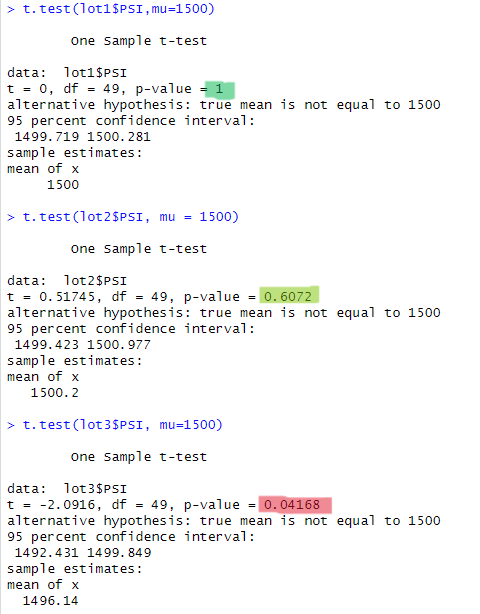 > t.test(lot1$PSI,mu=1500)
One Sample t-test
data:  lot1$PSI
t = 0, df = 49, p-value = 1
alternative hypothesis: true mean is not equal to 1500
95 percent confidence interval:
1499.719 1500.281
sample estimates:
mean of x
1500
> t.test(lot2$PSI, mu = 1500)
One Sample t-test
data:  lot2$PSI
t = 0.51745, df = 49, p-value = 0.6072
alternative hypothesis: true mean is not equal to 1500
95 percent confidence interval:
1499.423 1500.977
sample estimates:
mean of x
1500.2
> t.test(lot3$PSI, mu=1500)
One Sample t-test
data:  lot3$PSI
t = -2.0916, df = 49, p-value = 0.04168
alternative hypothesis: true mean is not equal to 1500
95 percent confidence interval:
1492.431 1499.849
sample estimates:
mean of x
1496.14